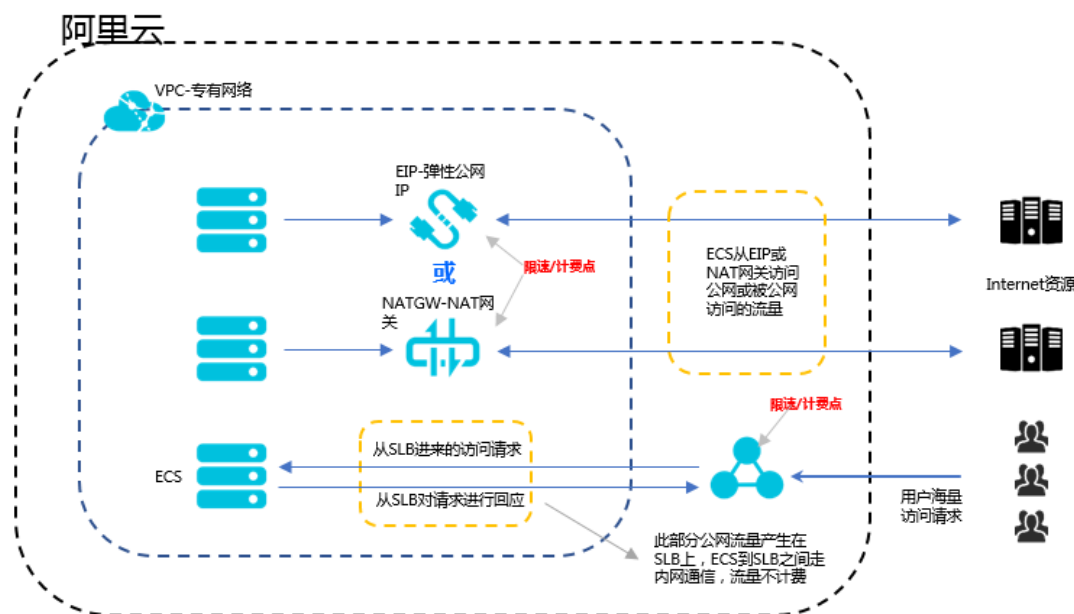 阿里云
VPC-专有网络
EIP-弹性公网
IP
或
限速/计费点
NATGW-NAT网
关
ECS从EIP或
NAT网关访问
公网或被公网
访问的流量
Internet资源
限速/计费点
从SLB进来的访问请求
ECS
从SLB对请求进行回应
用户海量
访问请求
此部分公网流量产生在
SLB上，ECS到SLB之间走
内网通信，流量不计费